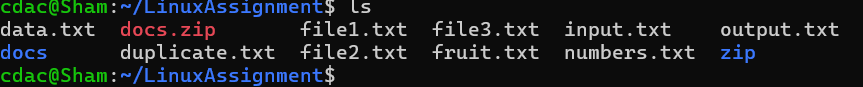 cdac@Sham:~/LinuxAssignment$ ls
data.txt docs.zip file1.txt file3.txt input.txt output.txt
docs duplicate.txt file2.txt fruit.txt numbers.txt zip
cdac@Sham:~/LinuxAssignment$